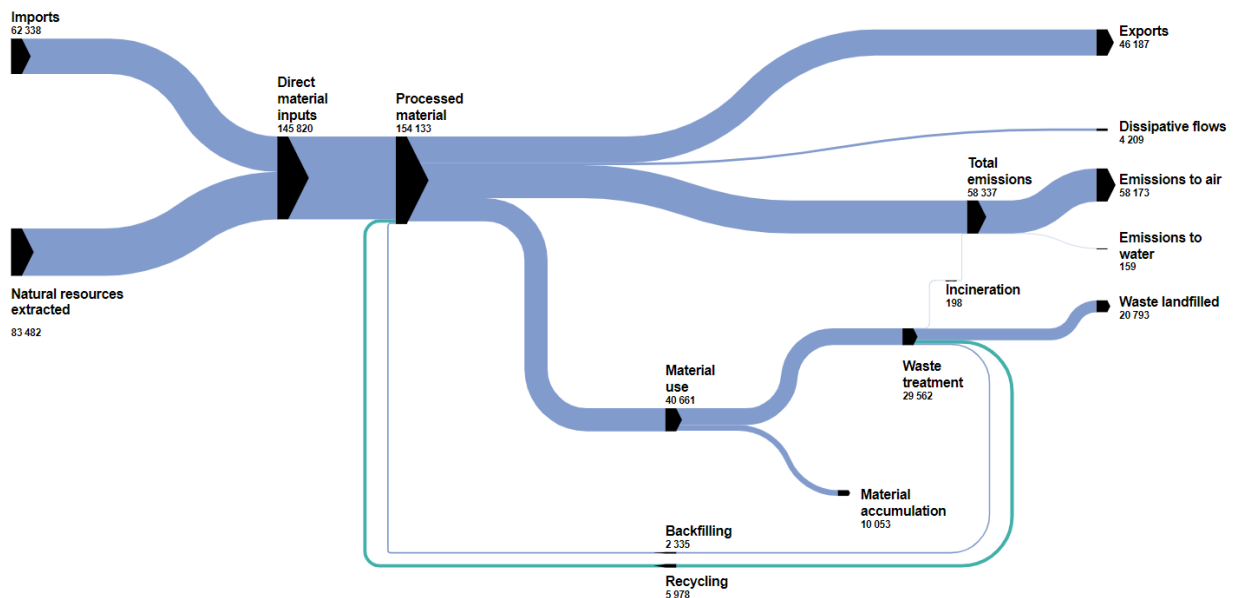 Imports
62 338
Exports
46 187
Direct
material
inputs
145 820
Processed
material
154 133
Dissipative flows
4 209
Total
emissions
58 337
Emissions to air
58 173
Emissions to
water
159
Natural resources
extracted
83 482
Incineration
198
Waste landfilled
20 793
Material
use
40 661
Waste
treatment
29 562
Material
accumulation
10 053
Backfilling
2 335
Recycling
5 978